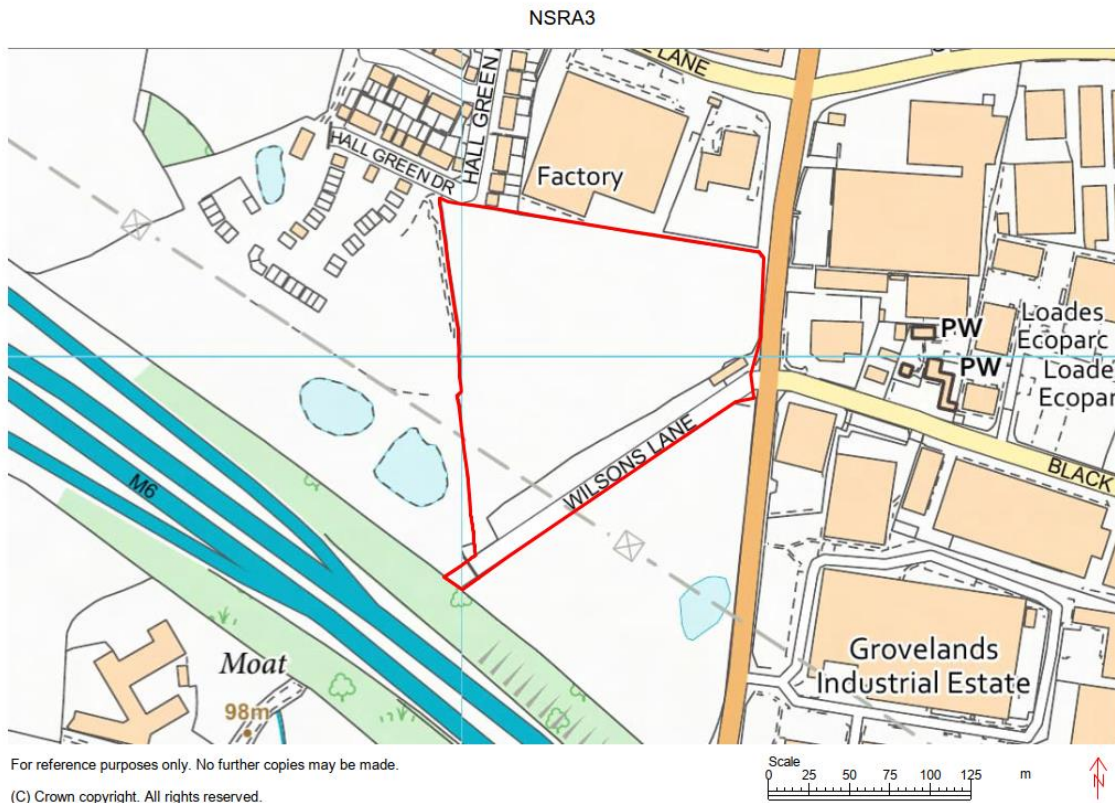 NSRA3
E LANE
HALL GREEN
HALL GREEN DR
Factory
PW
Loades
Ecoparc
PW
Loade
Ecopar
WILSONS LANE
BLACK
M6
Moat
98m
Grovelands
Industrial Estate
For reference purposes only. No further copies may be made.
(C) Crown copyright. All rights reserved.
Scale
0 25 50 75 100 125 m
N